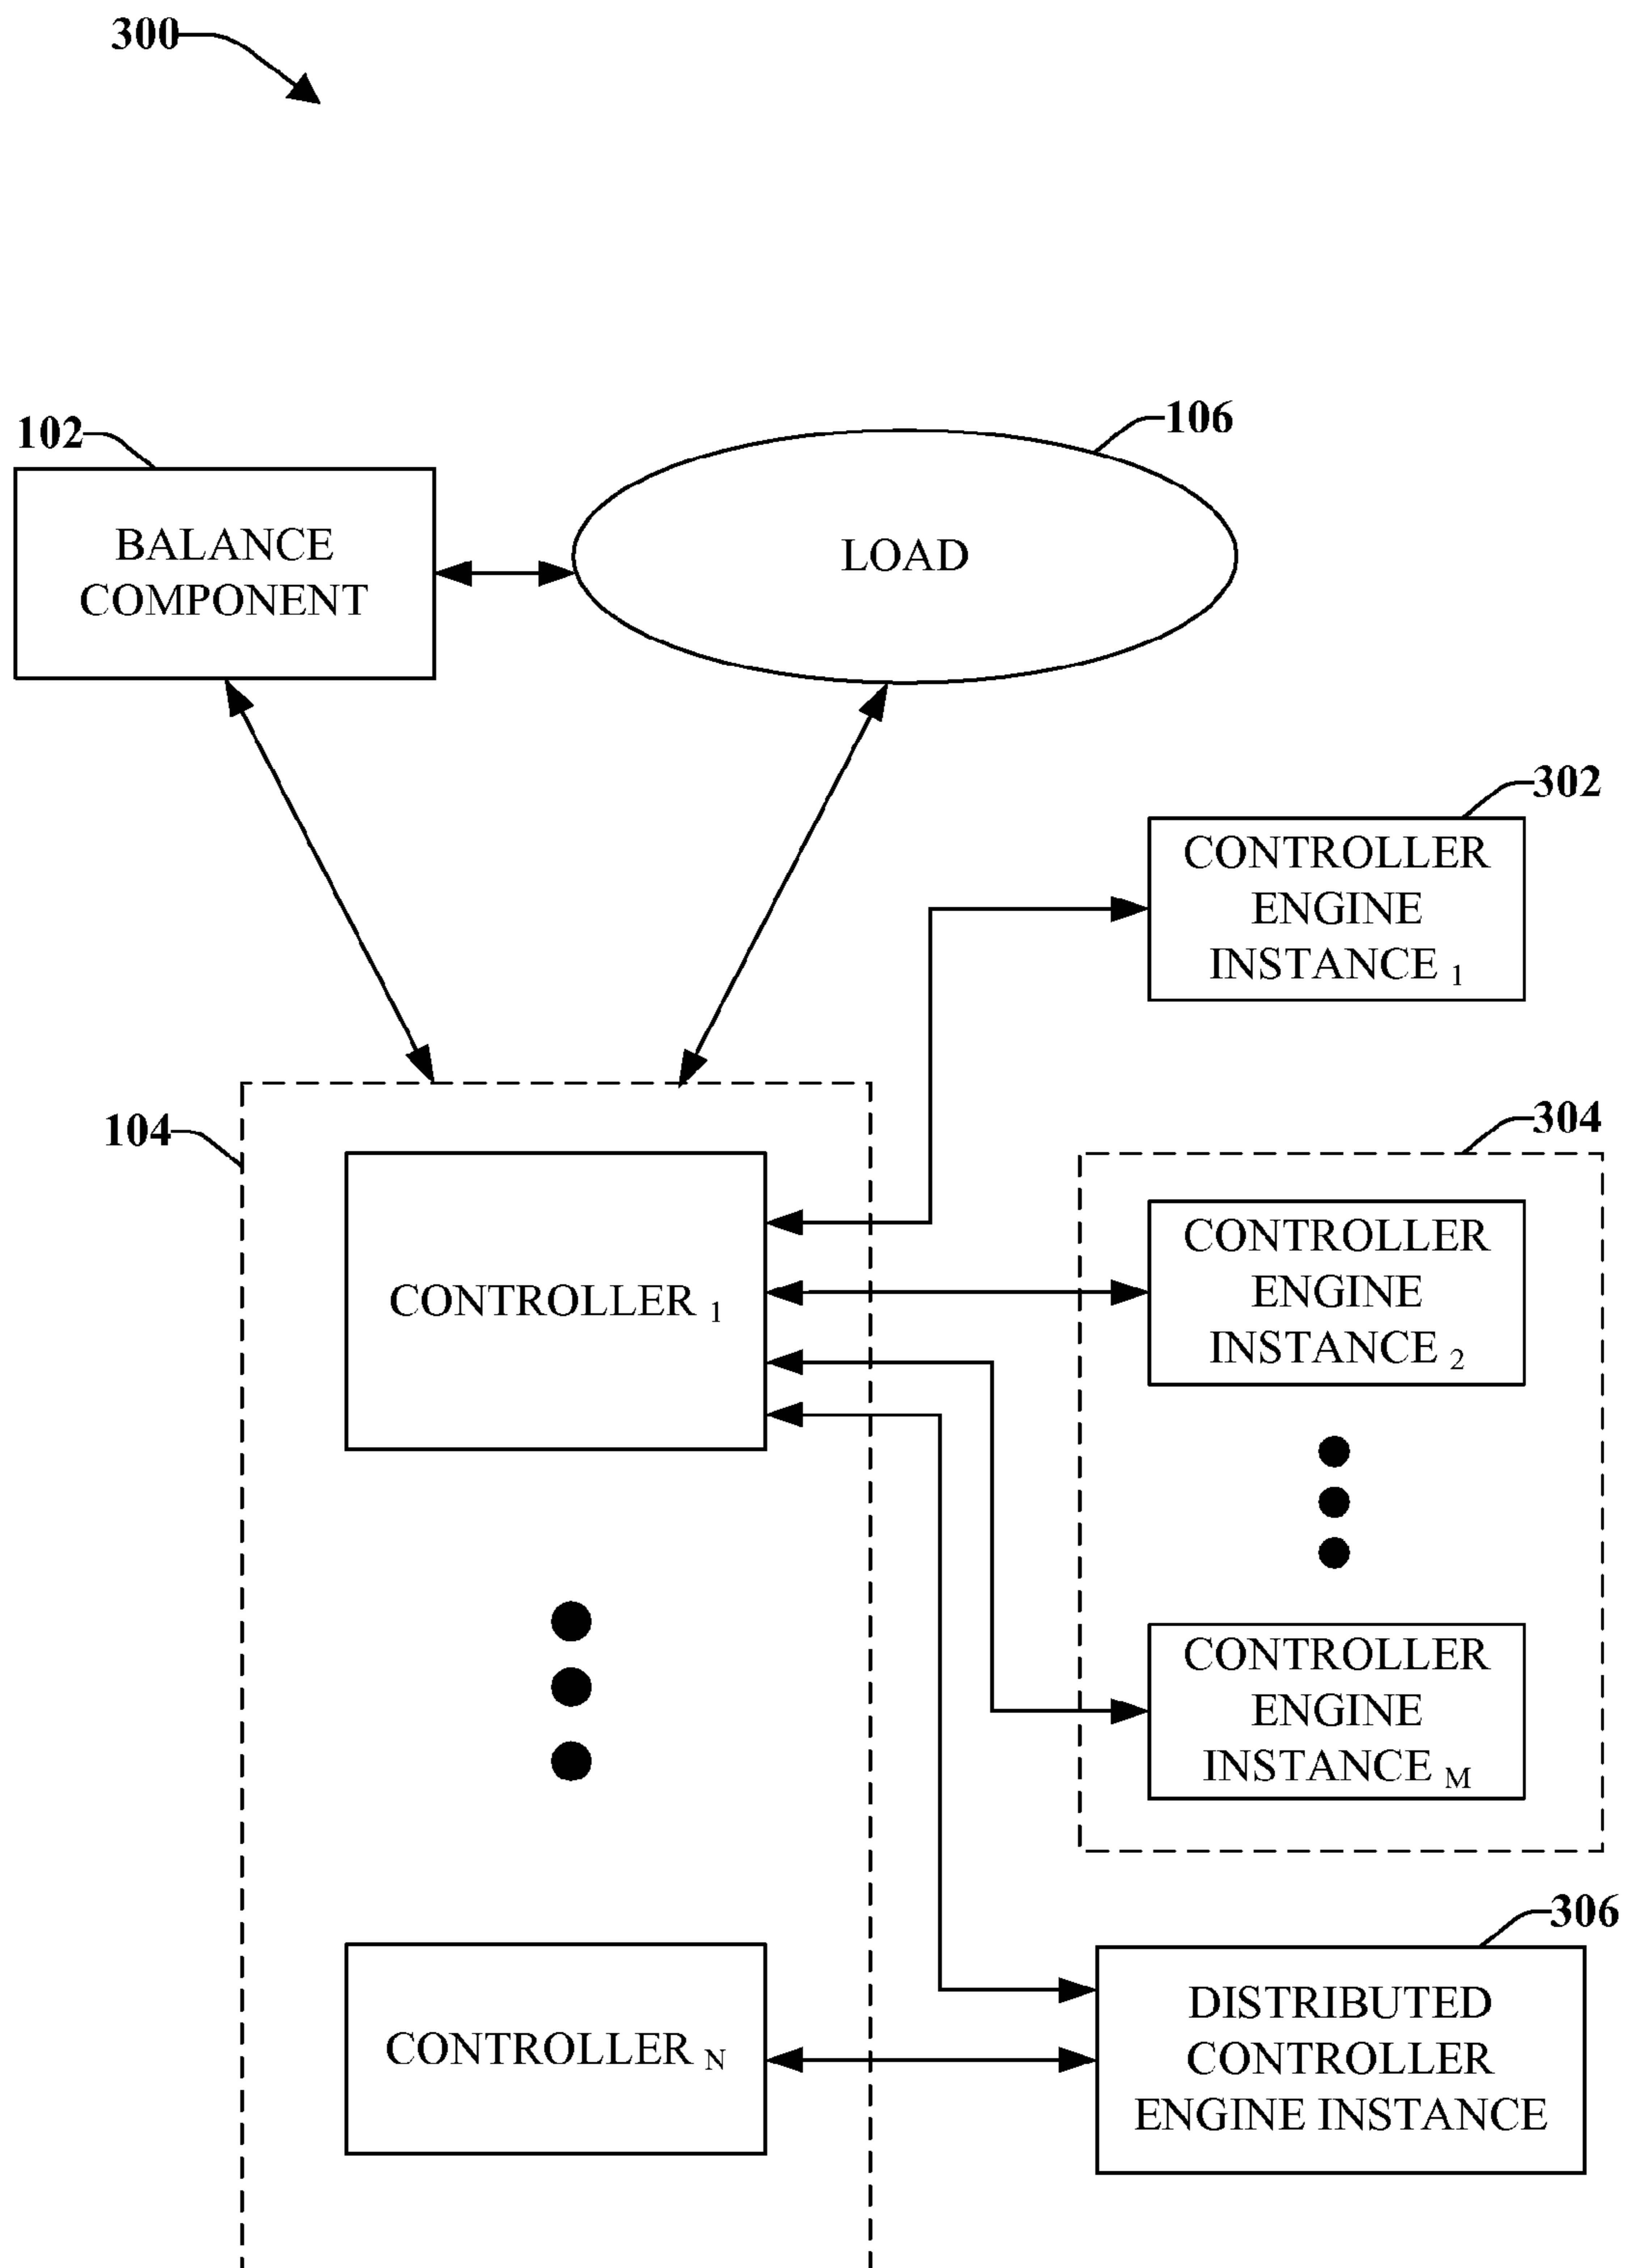 300
102
106
BALANCE
COMPONENT
LOAD
302
CONTROLLER
ENGINE
INSTANCE 1
104
304
CONTROLLER 1
CONTROLLER
ENGINE
INSTANCE 2
CONTROLLER
ENGINE
INSTANCE M
306
CONTROLLER N
DISTRIBUTED
CONTROLLER
ENGINE INSTANCE